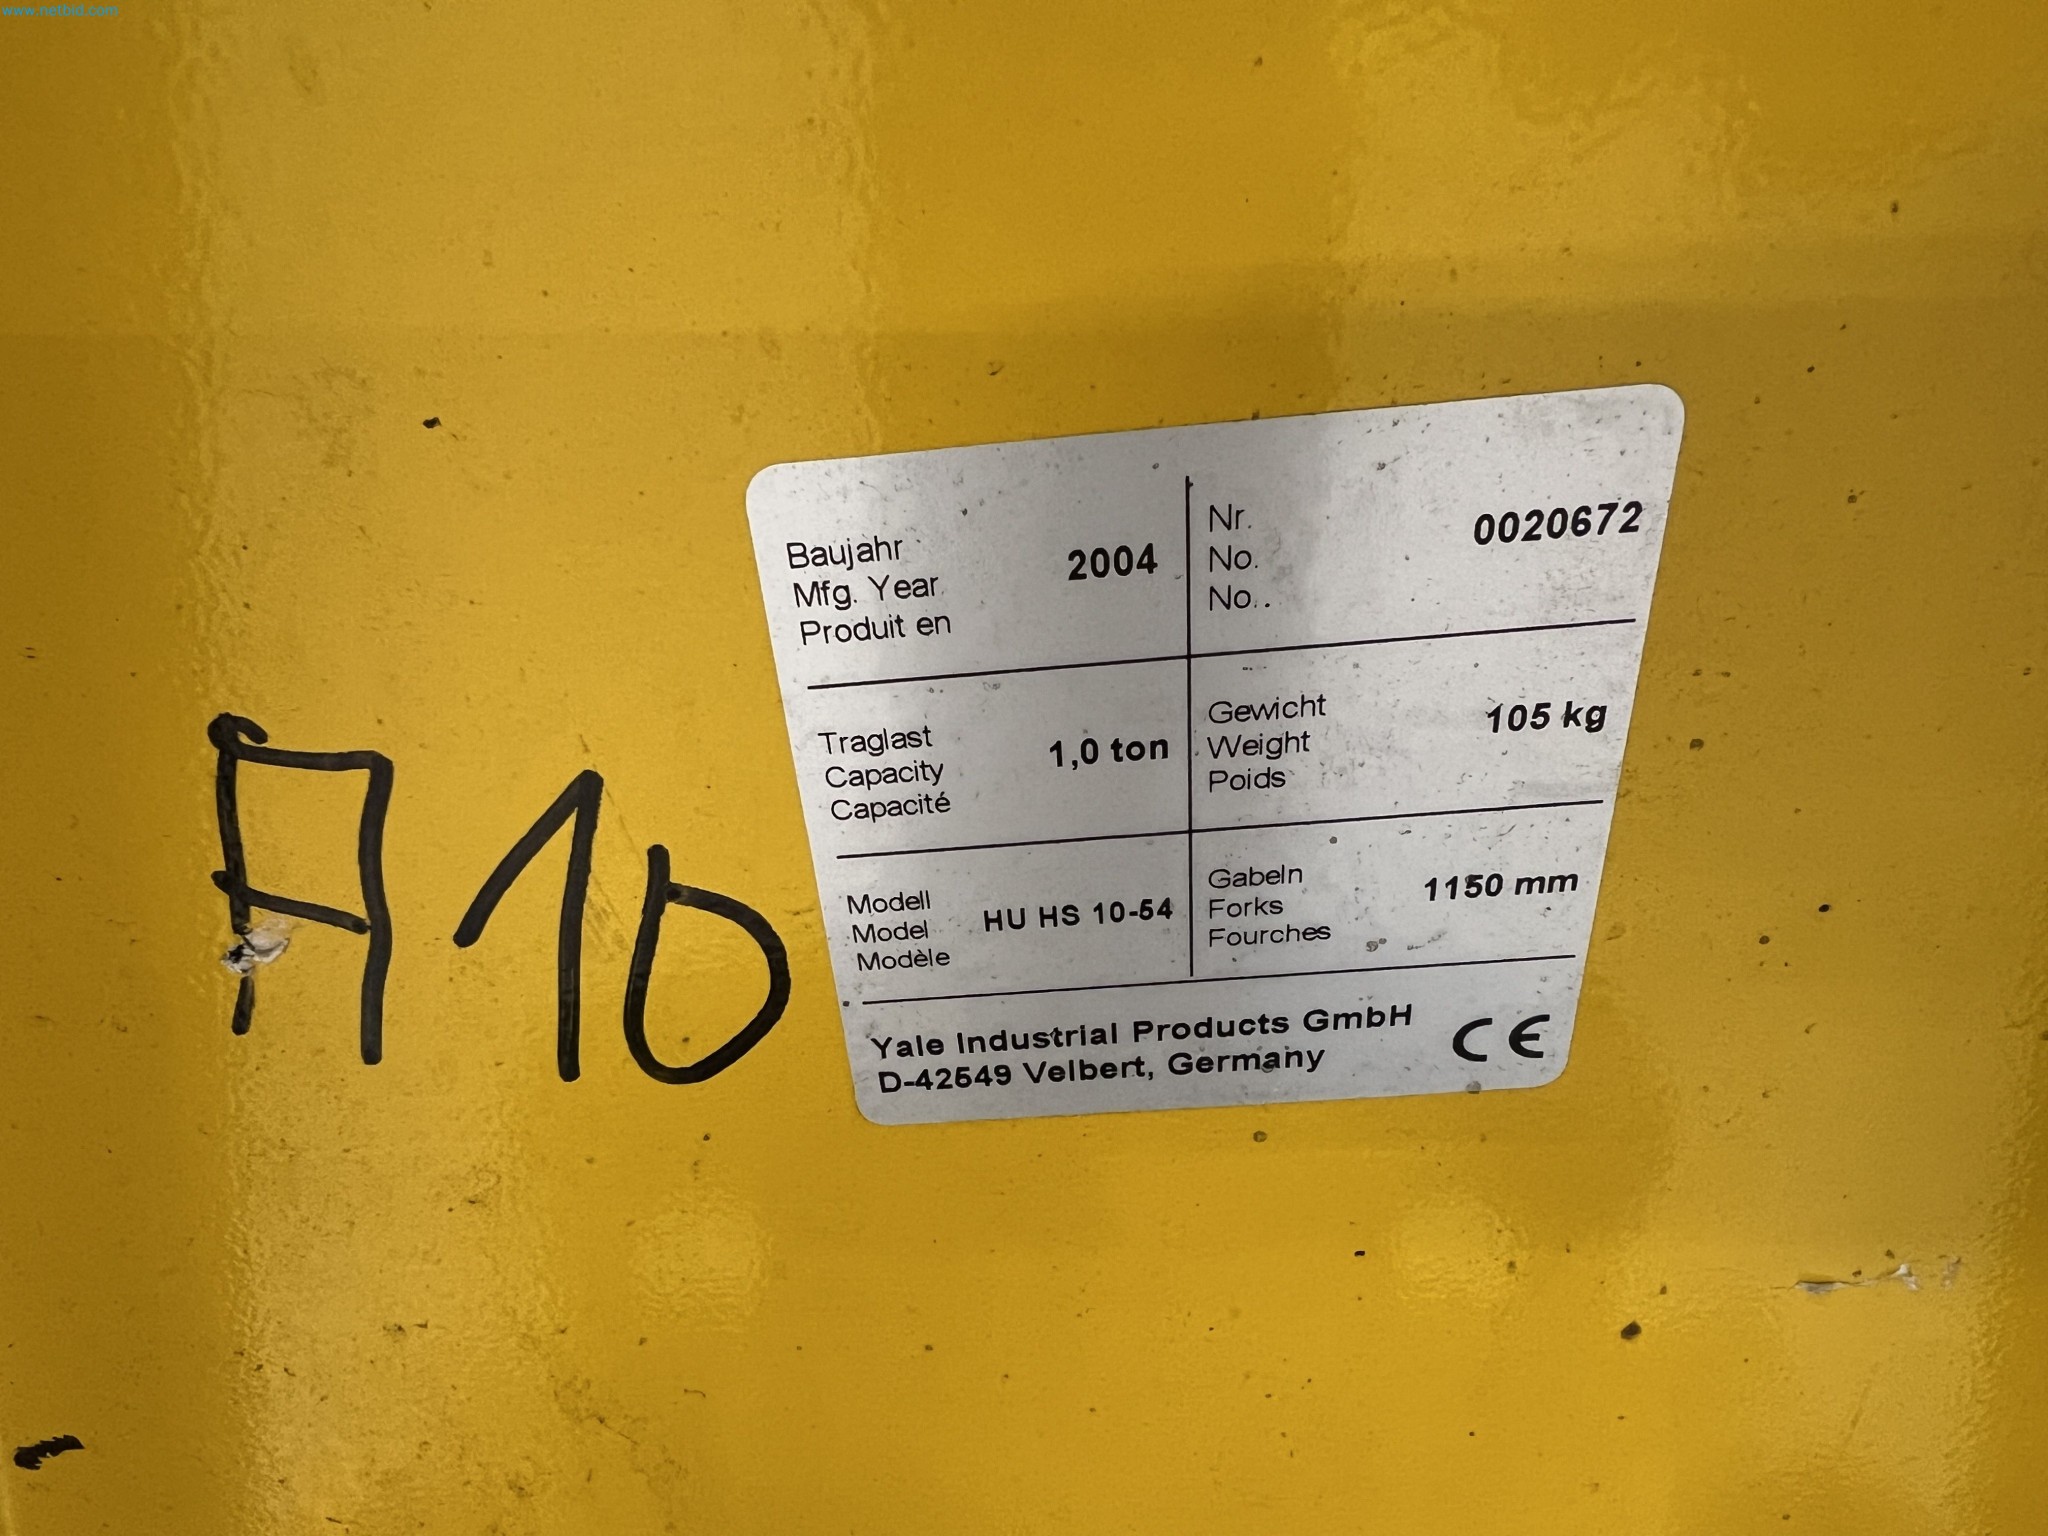 www.netbid.com
A10
Baujahr
Mfg. Year
Produit en
2004
Nr.
No.
No..
0020672
Traglast
Capacity
Capacité
1,0 ton
Gewicht
Weight
Poids
105 kg
Modell
Model
Modèle
HU HS 10-54
Gabeln
Forks
Fourches
1150 mm
Yale Industrial Products GmbH
D-42549 Velbert, Germany
CE